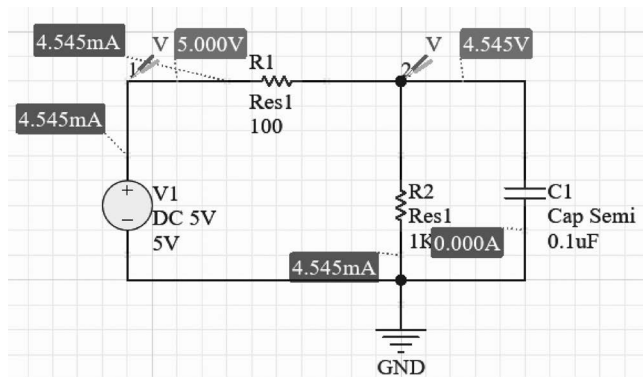 4.545mA
V
5.000V
R1
V
4.545V
1
2
Res1
100
4.545mA
+
V1
DC 5V
5V
R2
Res1
1K
C1
Cap Semi
0.1uF
0.000A
4.545mA
GND